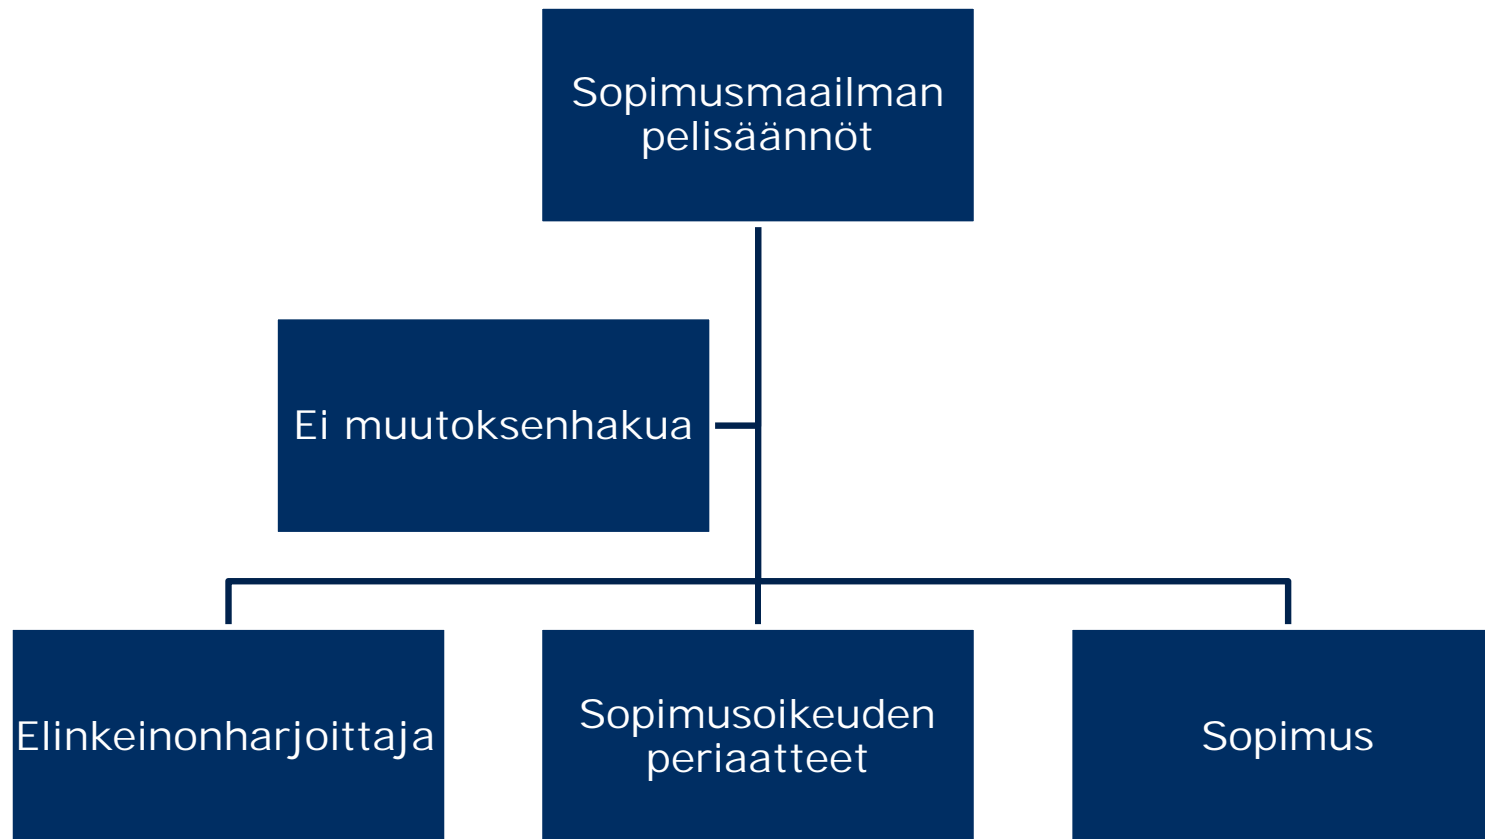 Sopimusmaailman
pelisäännöt
Ei muutoksenhakua
Elinkeinonharjoittaja
Sopimusoikeuden
periaatteet
Sopimus